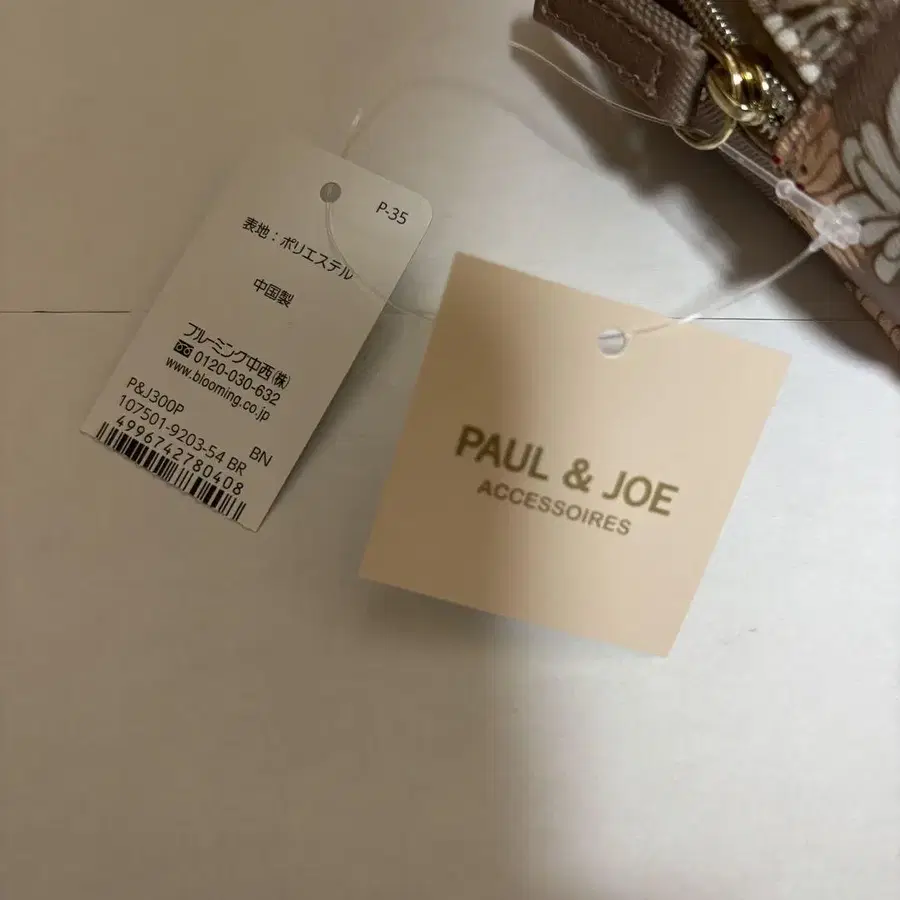 P-35
表地：ポリエステル
中国製
ブルーミング中西㈱
0120-030-632
www.blooming.co.jp
P&J300P
107501-9203-54 BR BN
4996742780408
PAUL & JOE
ACCESSOIRES